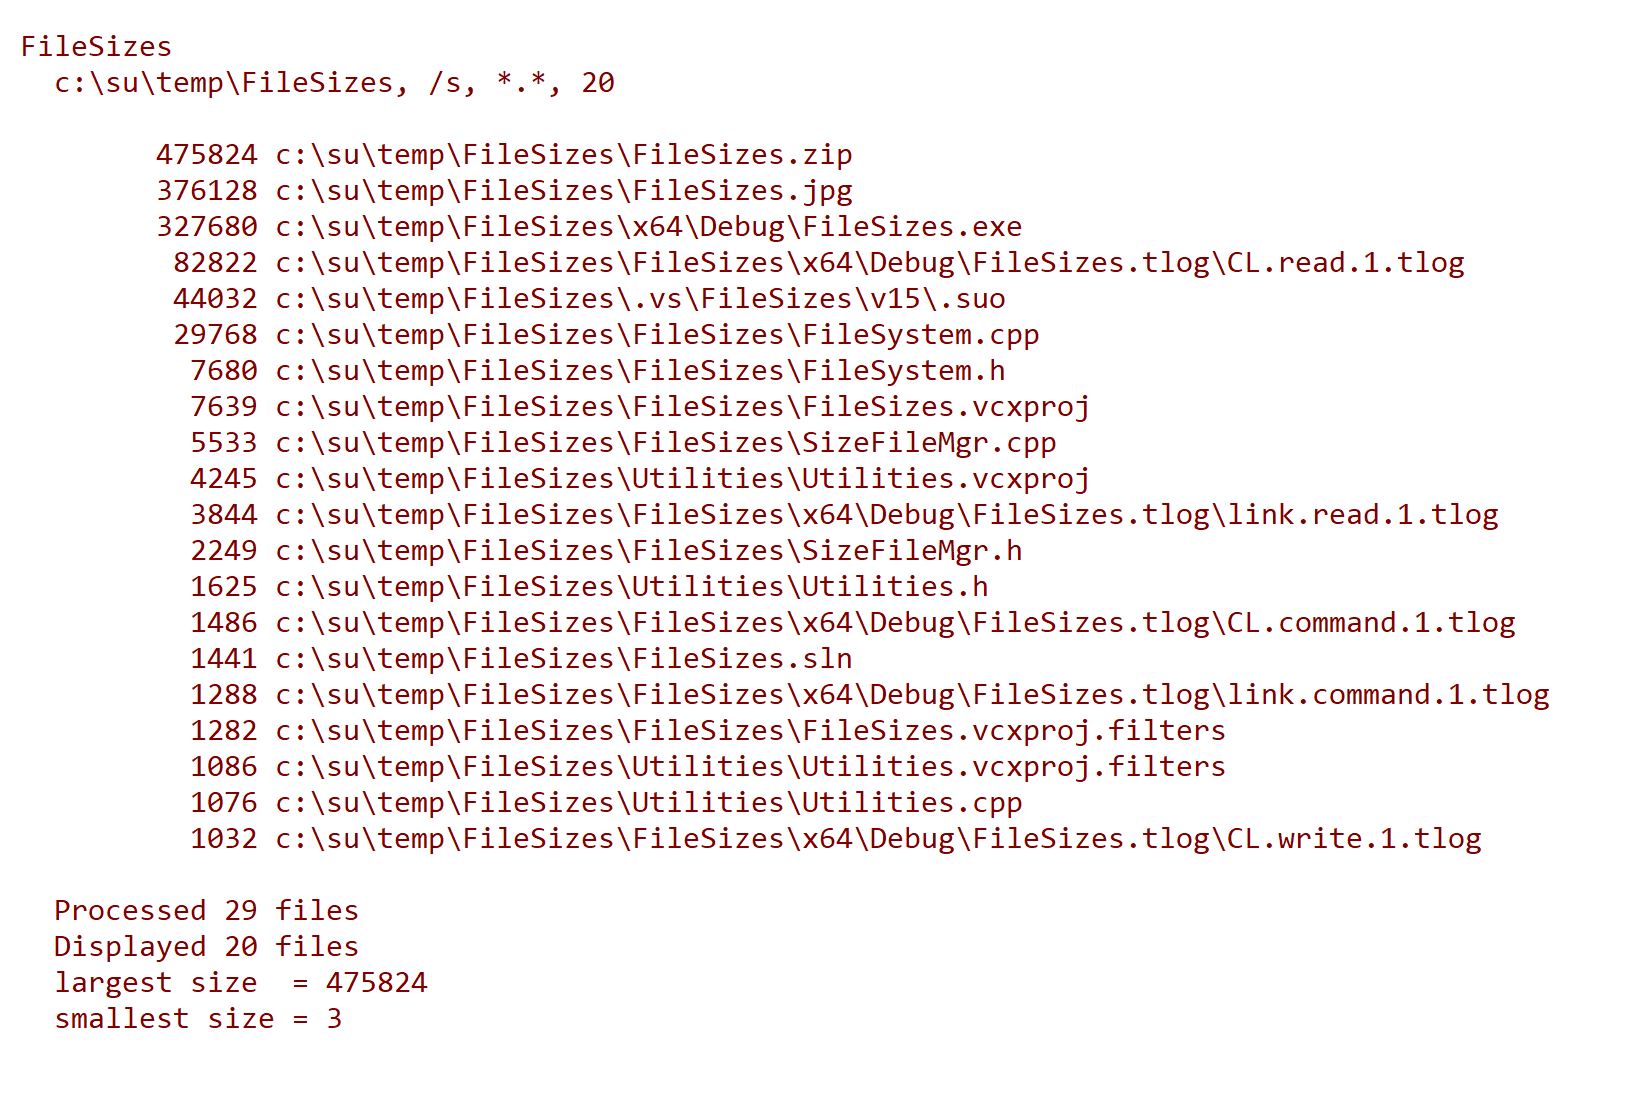 FileSizes
c:\su\temp\FileSizes, /s, *.*, 20
475824 c:\su\temp\FileSizes\FileSizes.zip
376128 c:\su\temp\FileSizes\FileSizes.jpg
327680 c:\su\temp\FileSizes\x64\Debug\FileSizes.exe
82822 c:\su\temp\FileSizes\FileSizes\x64\Debug\FileSizes.tlog\CL.read.1.tlog
44032 c:\su\temp\FileSizes\.vs\FileSizes\v15\.suo
29768 c:\su\temp\FileSizes\FileSizes\FileSystem.cpp
7680 c:\su\temp\FileSizes\FileSizes\FileSystem.h
7639 c:\su\temp\FileSizes\FileSizes\FileSizes.vcxproj
5533 c:\su\temp\FileSizes\FileSizes\SizeFileMgr.cpp
4245 c:\su\temp\FileSizes\Utilities\Utilities.vcxproj
3844 c:\su\temp\FileSizes\FileSizes\x64\Debug\FileSizes.tlog\link.read.1.tlog
2249 c:\su\temp\FileSizes\FileSizes\SizeFileMgr.h
1625 c:\su\temp\FileSizes\Utilities\Utilities.h
1486 c:\su\temp\FileSizes\FileSizes\x64\Debug\FileSizes.tlog\CL.command.1.tlog
1441 c:\su\temp\FileSizes\FileSizes.sln
1288 c:\su\temp\FileSizes\FileSizes\x64\Debug\FileSizes.tlog\link.command.1.tlog
1282 c:\su\temp\FileSizes\FileSizes\FileSizes.vcxproj.filters
1086 c:\su\temp\FileSizes\Utilities\Utilities.vcxproj.filters
1076 c:\su\temp\FileSizes\Utilities\Utilities.cpp
1032 c:\su\temp\FileSizes\FileSizes\x64\Debug\FileSizes.tlog\CL.write.1.tlog
Processed 29 files
Displayed 20 files
largest size  = 475824
smallest size = 3